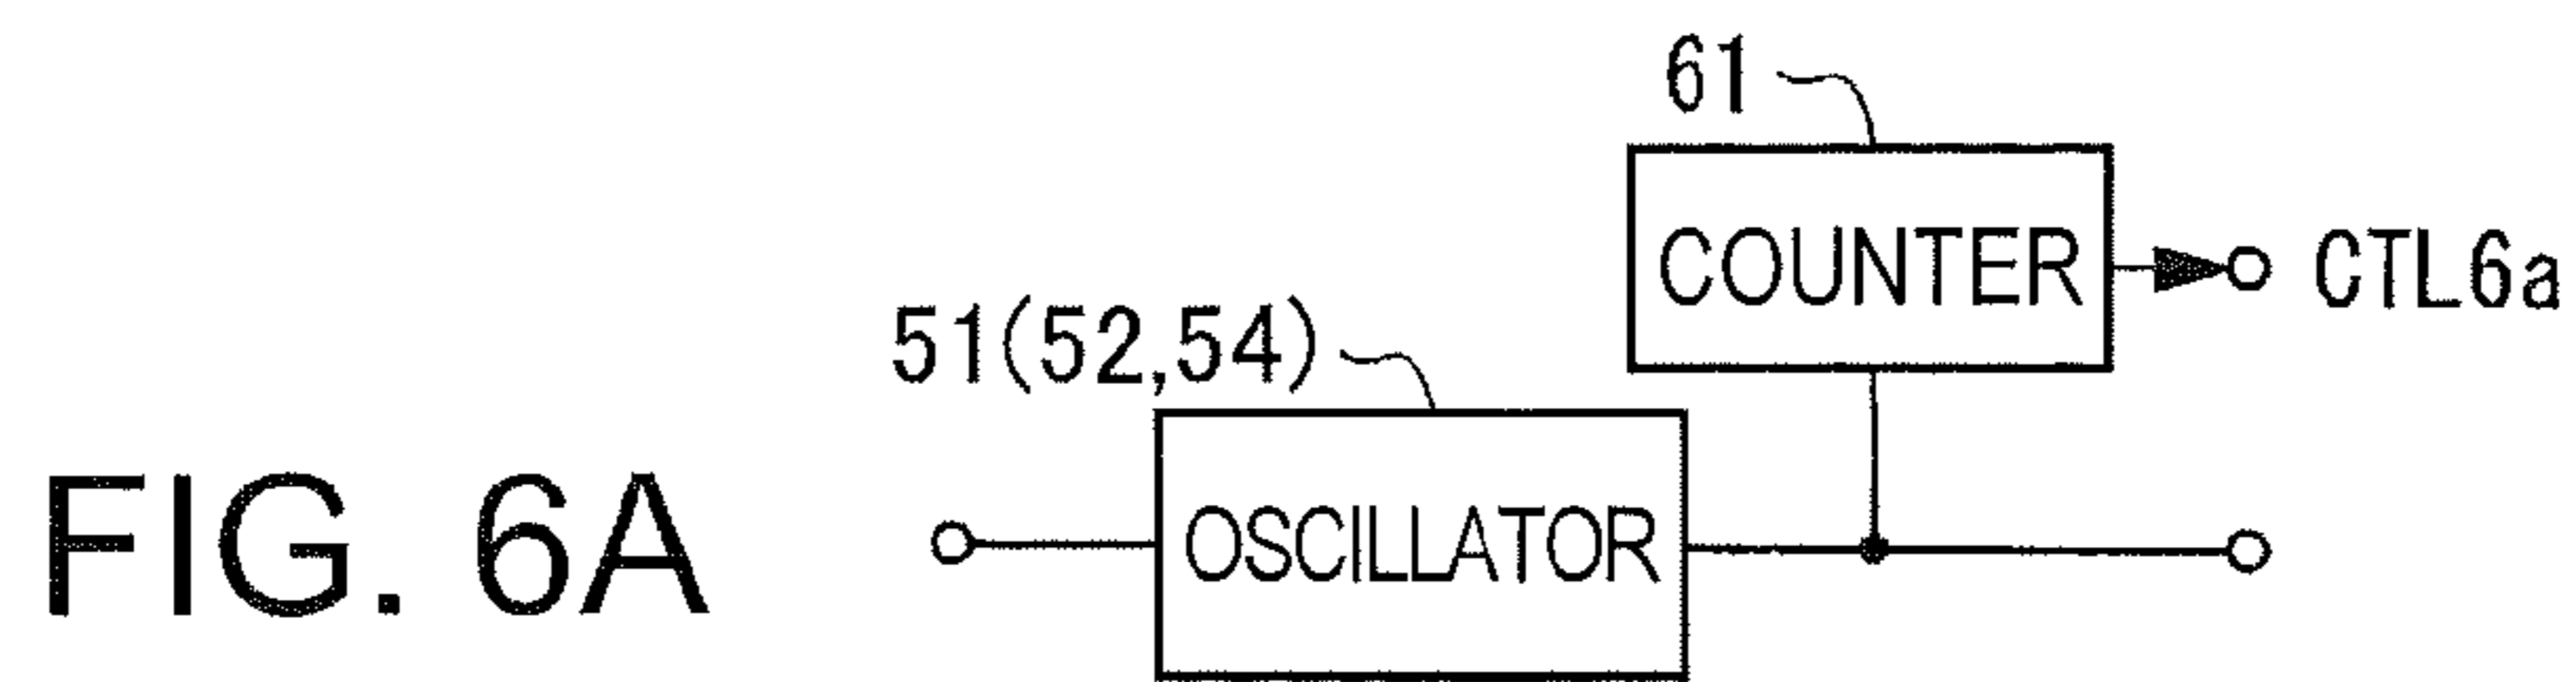 61
COUNTER
CTL6a
51(52,54)
OSCILLATOR
FIG. 6A